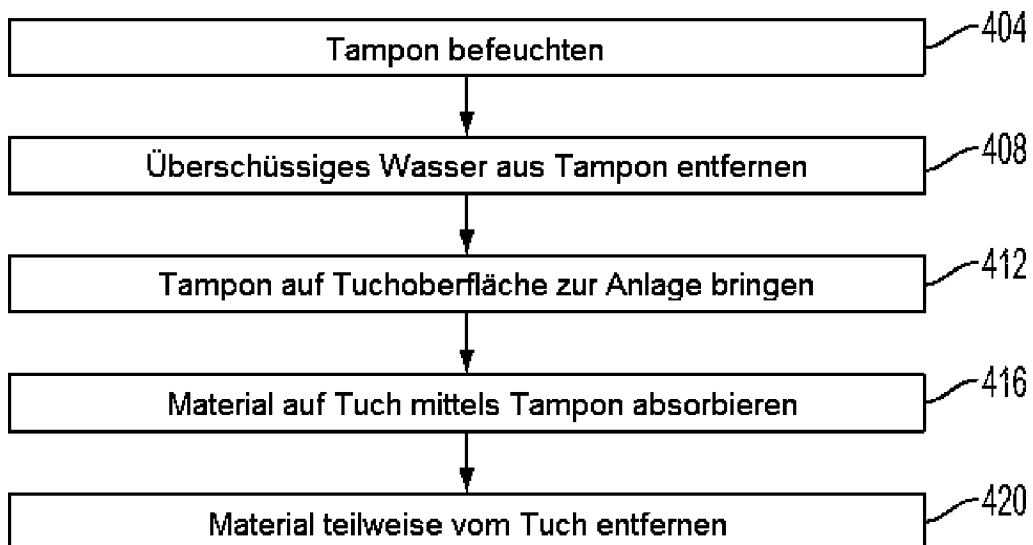 Tampon befeuchten
404
Überschüssiges Wasser aus Tampon entfernen
408
Tampon auf Tuchoberfläche zur Anlage bringen
412
Material auf Tuch mittels Tampon absorbieren
416
Material teilweise vom Tuch entfernen
420